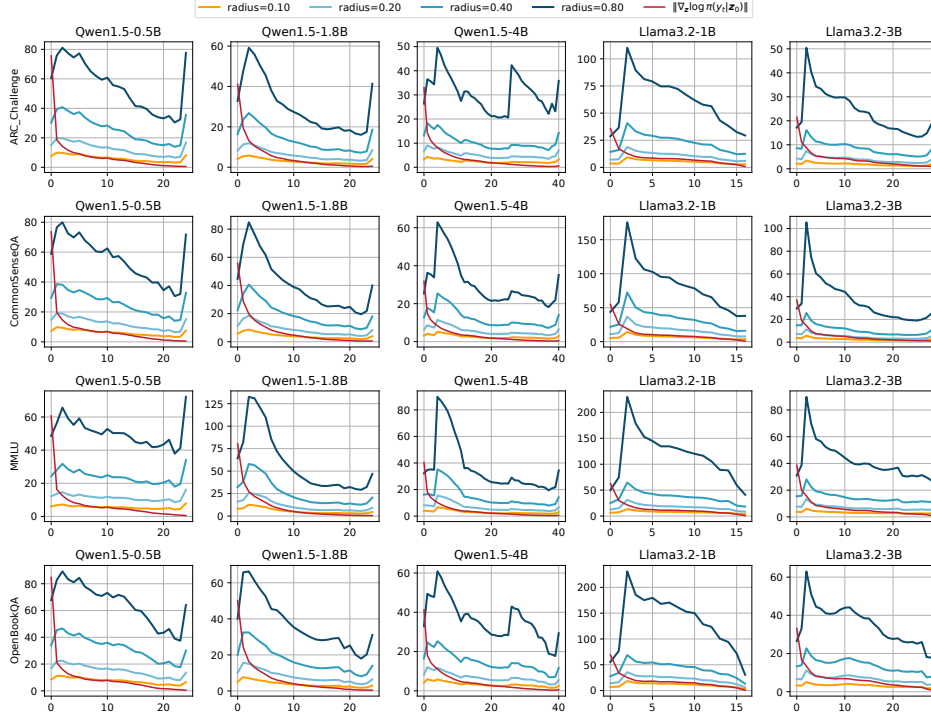 radius=0.10 radius=0.20 radius=0.40 radius=0.80 ‖∇𝒛 log π(yₜ|𝒛₀)‖
Qwen1.5-0.5B Qwen1.5-1.8B Qwen1.5-4B Llama3.2-1B Llama3.2-3B
ARC_Challenge
80 60 40 20 0
0 10 20
60 40 20 0
0 10 20
50 40 30 20 10 0
0 10 20 30 40
100 75 50 25 0
0 5 10 15
50 40 30 20 10 0
0 10 20
Qwen1.5-0.5B Qwen1.5-1.8B Qwen1.5-4B Llama3.2-1B Llama3.2-3B
CommonSenseQA
80 60 40 20 0
0 10 20
80 60 40 20 0
0 10 20
60 40 20 0
0 10 20 30 40
150 100 50 0
0 5 10 15
100 75 50 25 0
0 10 20
Qwen1.5-0.5B Qwen1.5-1.8B Qwen1.5-4B Llama3.2-1B Llama3.2-3B
MMLU
60 40 20 0
0 10 20
125 100 75 50 25 0
0 10 20
80 60 40 20 0
0 10 20 30 40
200 150 100 50 0
0 5 10 15
80 60 40 20 0
0 10 20
Qwen1.5-0.5B Qwen1.5-1.8B Qwen1.5-4B Llama3.2-1B Llama3.2-3B
OpenBookQA
80 60 40 20 0
0 10 20
60 40 20 0
0 10 20
60 50 40 30 20 10 0
0 10 20 30 40
200 150 100 50 0
0 5 10 15
60 40 20 0
0 10 20